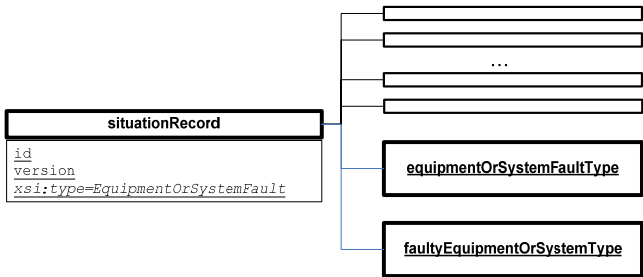 ...
situationRecord
id
version
xsi:type=EquipmentOrSystemFault
equipmentOrSystemFaultType
faultyEquipmentOrSystemType